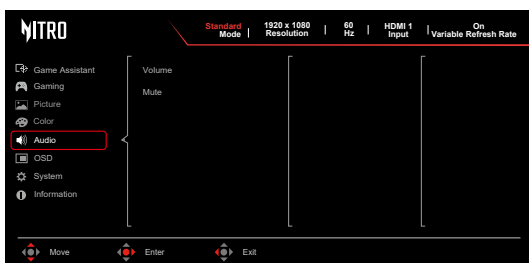 NITRO
Standard Mode | 1920 x 1080 Resolution | 60 Hz | HDMI 1 Input | On Variable Refresh Rate
Game Assistant
Gaming
Picture
Color
Audio
OSD
System
Information
Volume
Mute
Move Enter Exit